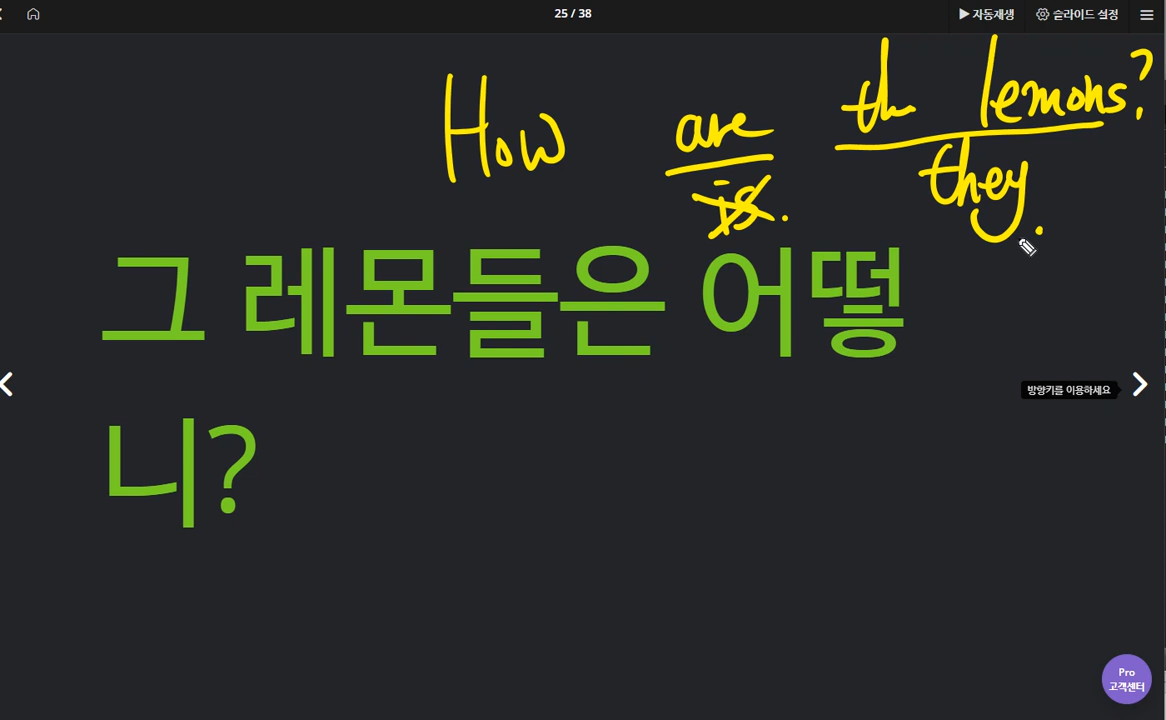 25 / 38
▶ 자동재생
슬라이드 설정
How are the lemons?
is.
they.
그 레몬들은 어떻
니?
방향키를 이용하세요
Pro
고객센터